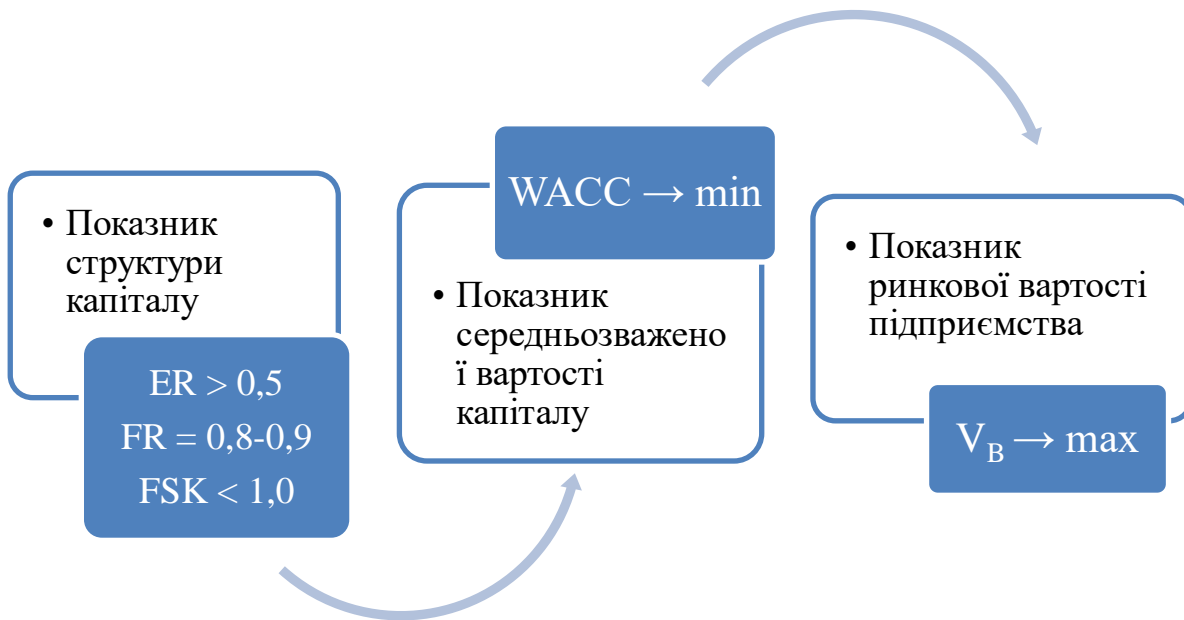 • Показник
структури
капіталу
ER > 0,5
FR = 0,8-0,9
FSK < 1,0
WACC → min
• Показник
середньозважено
ї вартості
капіталу
• Показник
ринкової вартості
підприємства
V_B → max